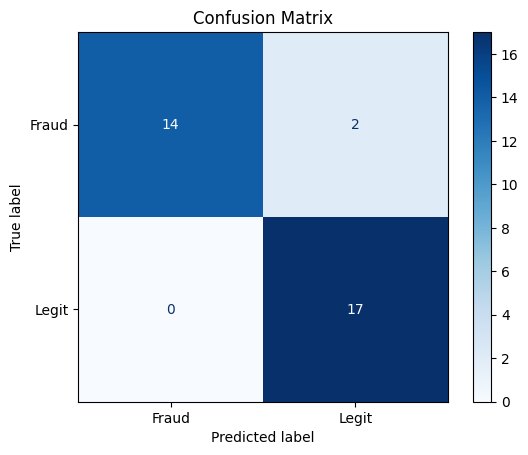 Confusion Matrix
Fraud
14
2
Legit
0
17
Fraud
Legit
Predicted label
True label
16
14
12
10
8
6
4
2
0